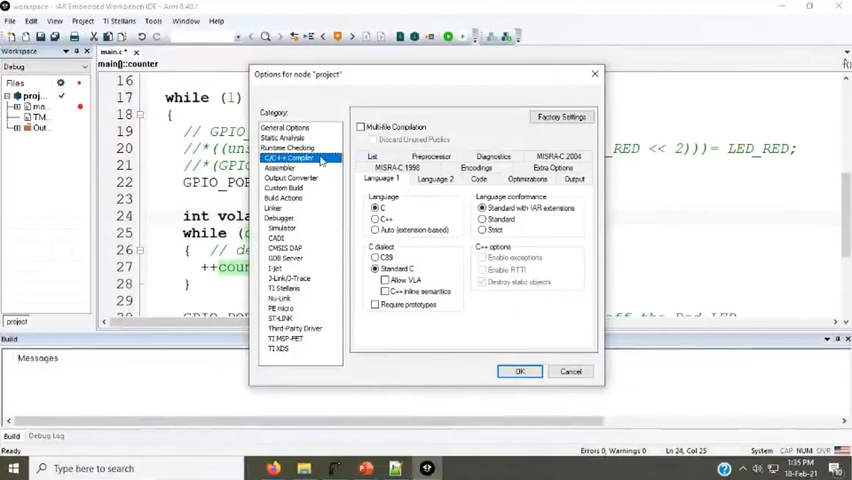 workspace - IAR Embedded Workbench IDE - Arm 8.40.1
File Edit View Project TI Stellaris Tools Window Help
Workspace
main.c *
Debug
main()::counter
Files
proj...
ma...
TM...
Out...
project
16
17 while (1)
18 {
19 // GPIO_
20 //*((uns
21 //*(GPI
22 GPIO_POR
23
24 int vola
25 while (c
26 { // de
27 ++coun
28 }
29
RED << 2)))= LED_RED;
Options for node "project"
Category:
General Options
Static Analysis
Runtime Checking
C/C++ Compiler
Assembler
Output Converter
Custom Build
Build Actions
Linker
Debugger
Simulator
CADI
CMSIS DAP
GDB Server
I-jet
J-Link/J-Trace
TI Stellaris
Nu-Link
PE micro
ST-LINK
Third-Party Driver
TI MSP-FET
TI XDS
Factory Settings
Multi-file Compilation
Discard Unused Publics
List Preprocessor Diagnostics MISRA-C:2004
MISRA-C:1998 Encodings Extra Options
Language 1 Language 2 Code Optimizations Output
Language
C
C++
Auto (extension-based)
Language conformance
Standard with IAR extensions
Standard
Strict
C dialect
C89
Standard C
Allow VLA
C++ inline semantics
Require prototypes
C++ options
Enable exceptions
Enable RTTI
Destroy static objects
OK Cancel
Build
Messages
Build Debug Log
Errors 0, Warnings 0 Ln 24, Col 25 System CAP NUM OVR
Type here to search
1:35 PM
18-Feb-21